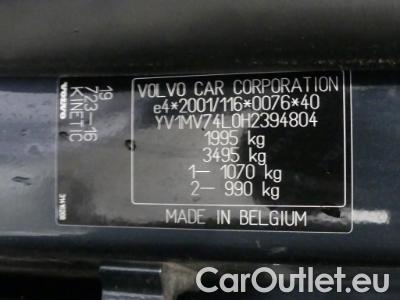 VOLVO CAR CORPORATION
e4*2001/116*0076*40
YV1MV74L0H2394804
1995 kg
3495 kg
1– 1070 kg
2– 990 kg
MADE IN BELGIUM
VOLVO
19
723–16
KINETIC
CarOutlet.eu